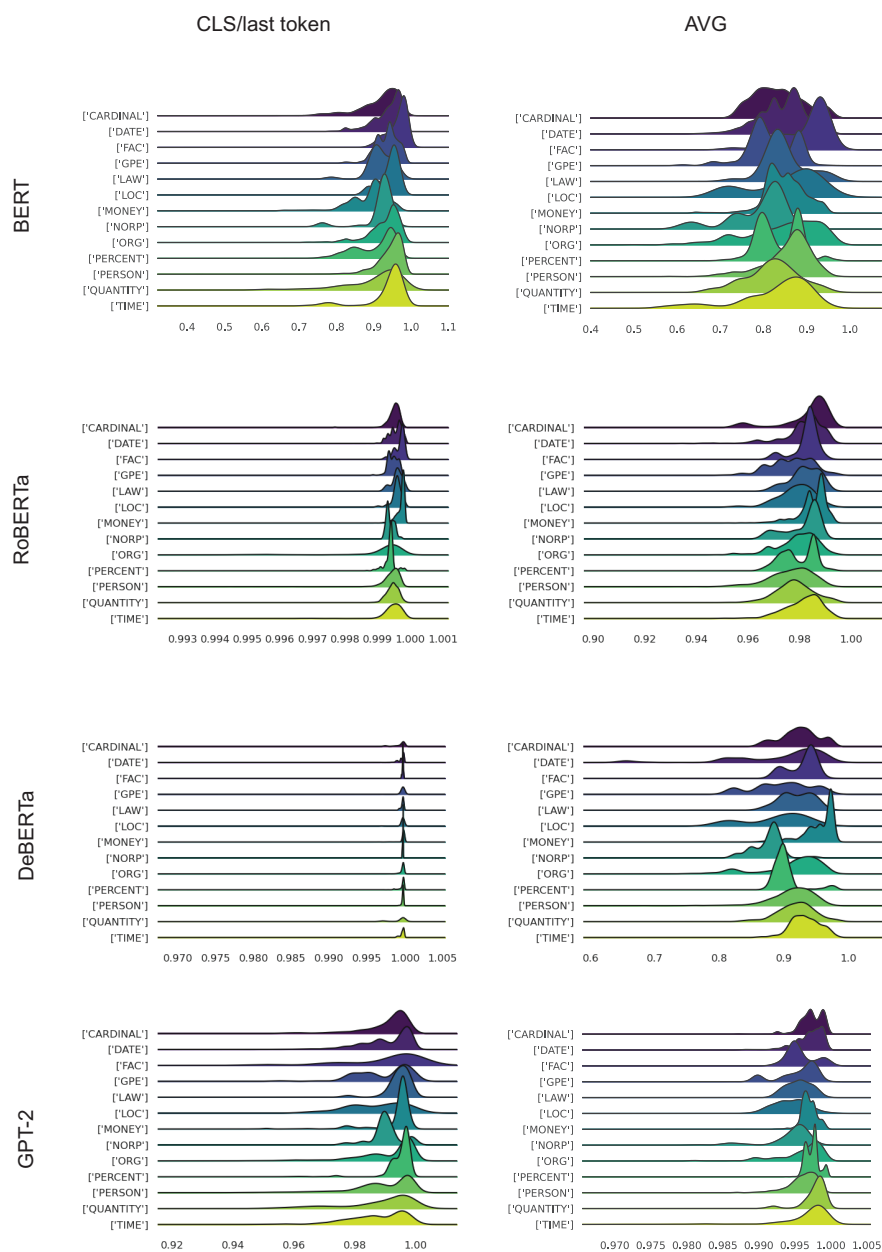 CLS/last token
AVG
BERT
['CARDINAL']
['DATE']
['FAC']
['GPE']
['LAW']
['LOC']
['MONEY']
['NORP']
['ORG']
['PERCENT']
['PERSON']
['QUANTITY']
['TIME']
0.4 0.5 0.6 0.7 0.8 0.9 1.0 1.1
['CARDINAL']
['DATE']
['FAC']
['GPE']
['LAW']
['LOC']
['MONEY']
['NORP']
['ORG']
['PERCENT']
['PERSON']
['QUANTITY']
['TIME']
0.4 0.5 0.6 0.7 0.8 0.9 1.0
RoBERTa
['CARDINAL']
['DATE']
['FAC']
['GPE']
['LAW']
['LOC']
['MONEY']
['NORP']
['ORG']
['PERCENT']
['PERSON']
['QUANTITY']
['TIME']
0.993 0.994 0.995 0.996 0.997 0.998 0.999 1.000 1.001
['CARDINAL']
['DATE']
['FAC']
['GPE']
['LAW']
['LOC']
['MONEY']
['NORP']
['ORG']
['PERCENT']
['PERSON']
['QUANTITY']
['TIME']
0.90 0.92 0.94 0.96 0.98 1.00
DeBERTa
['CARDINAL']
['DATE']
['FAC']
['GPE']
['LAW']
['LOC']
['MONEY']
['NORP']
['ORG']
['PERCENT']
['PERSON']
['QUANTITY']
['TIME']
0.970 0.975 0.980 0.985 0.990 0.995 1.000 1.005
['CARDINAL']
['DATE']
['FAC']
['GPE']
['LAW']
['LOC']
['MONEY']
['NORP']
['ORG']
['PERCENT']
['PERSON']
['QUANTITY']
['TIME']
0.6 0.7 0.8 0.9 1.0
GPT-2
['CARDINAL']
['DATE']
['FAC']
['GPE']
['LAW']
['LOC']
['MONEY']
['NORP']
['ORG']
['PERCENT']
['PERSON']
['QUANTITY']
['TIME']
0.92 0.94 0.96 0.98 1.00
['CARDINAL']
['DATE']
['FAC']
['GPE']
['LAW']
['LOC']
['MONEY']
['NORP']
['ORG']
['PERCENT']
['PERSON']
['QUANTITY']
['TIME']
0.970 0.975 0.980 0.985 0.990 0.995 1.000 1.005